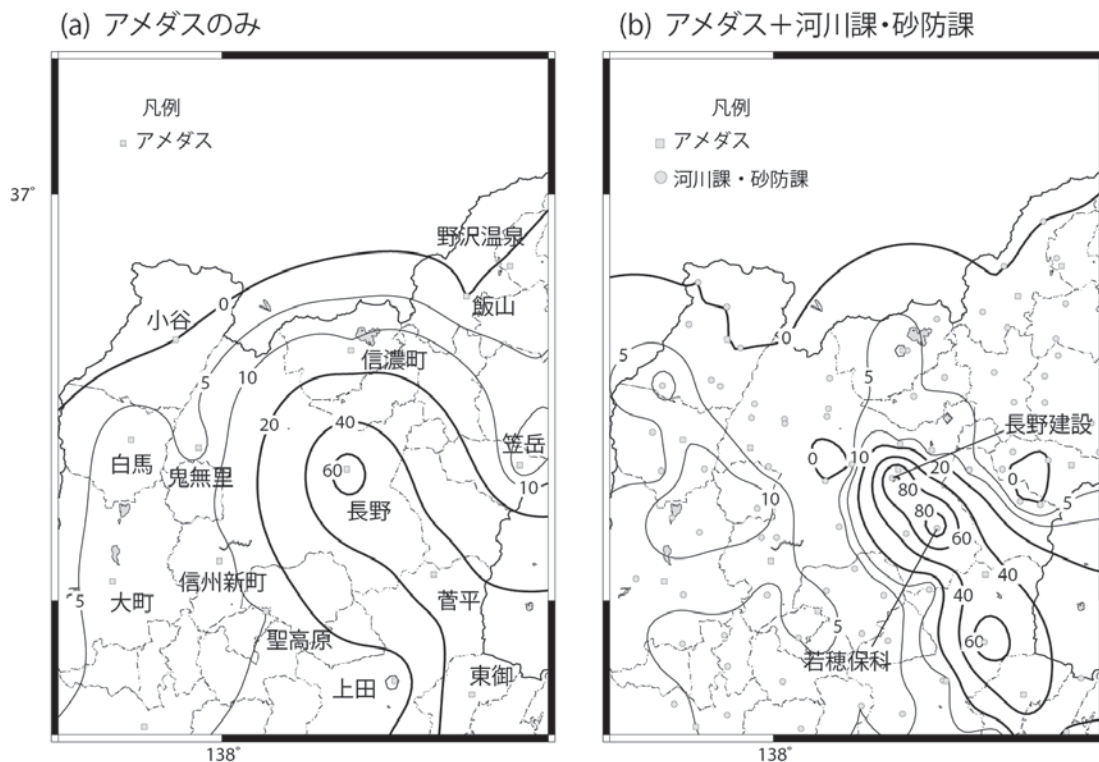 (a) アメダスのみ
凡例
アメダス
37°
野沢温泉
0
飯山
小谷
信濃町
5
10
20
40
笠岳
60
10
白馬
鬼無里
長野
信州新町
菅平
5
大町
聖高原
東御
上田
138°
(b) アメダス＋河川課・砂防課
凡例
アメダス
河川課・砂防課
0
5
5
長野建設
0
10
20
0
80
10
5
80
60
40
40
5
60
若穂保科
138°